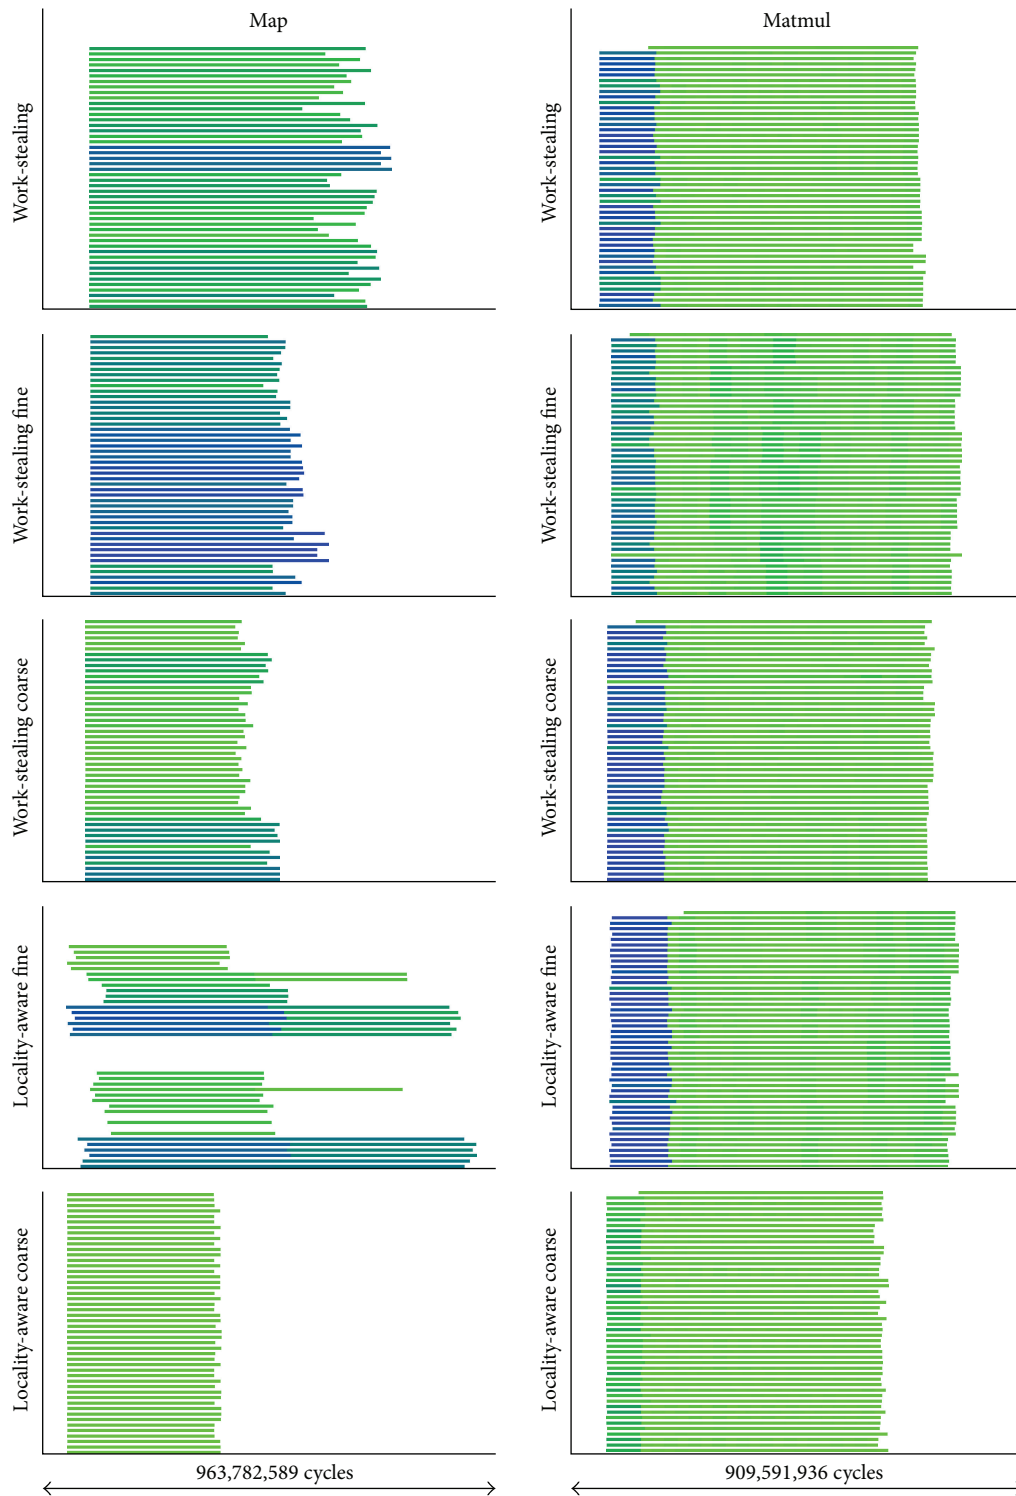 Map
Matmul
Work-stealing
Work-stealing
Work-stealing fine
Work-stealing fine
Work-stealing coarse
Work-stealing coarse
Locality-aware fine
Locality-aware fine
Locality-aware coarse
Locality-aware coarse
963,782,589 cycles
909,591,936 cycles